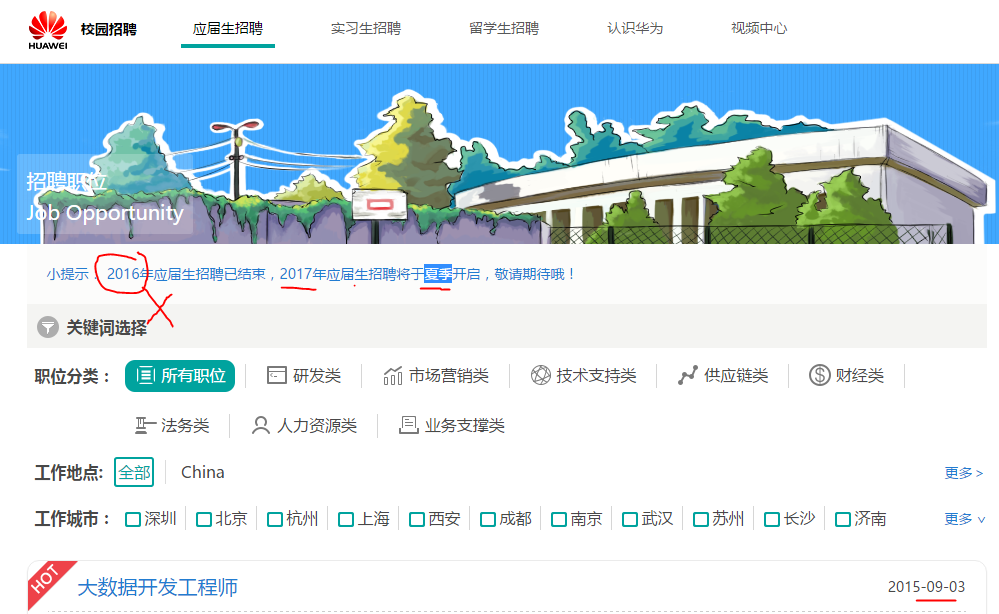 HUAWEI 校园招聘 应届生招聘 实习生招聘 留学生招聘 认识华为 视频中心
招聘职位
Job Opportunity
小提示：2016年应届生招聘已结束，2017年应届生招聘将于夏季开启，敬请期待哦！
关键词选择
职位分类： 所有职位 研发类 市场营销类 技术支持类 供应链类 财经类
法务类 人力资源类 业务支撑类
工作地点: 全部 China 更多 >
工作城市： 深圳 北京 杭州 上海 西安 成都 南京 武汉 苏州 长沙 济南 更多
HOT 大数据开发工程师 2015-09-03